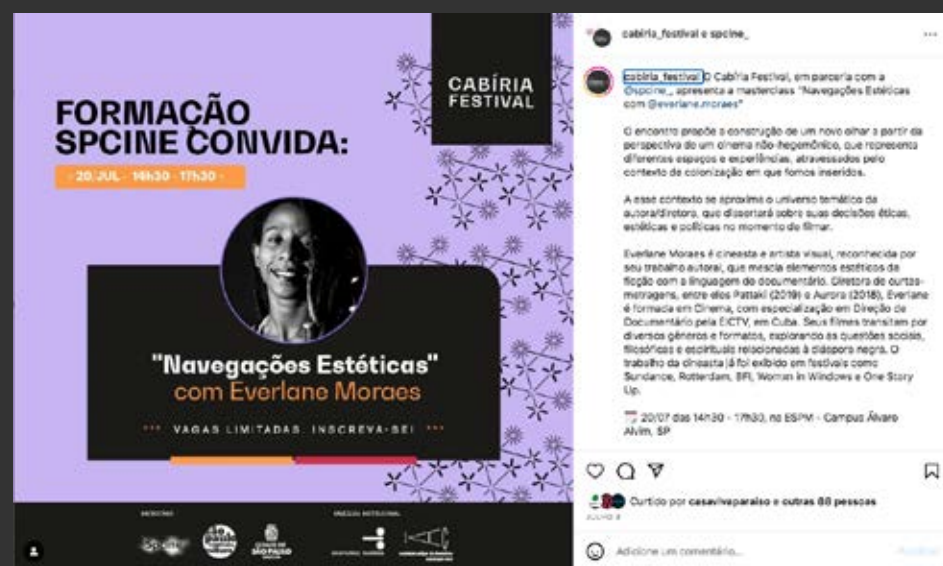 FORMAÇÃO
SPCINE CONVIDA:
20/JUL - 14h30 - 17h30
CABÍRIA
FESTIVAL
"Navegações Estéticas"
com Everlane Moraes
VAGAS LIMITADAS. INSCREVA-SE!
SÃO PAULO
cabiria_festival e spcine_
cabiria_festival O Cabíria Festival, em parceria com a
@spcine_, apresenta a masterclass "Navegações Estéticas
com @everlane.moraes"
O encontro propõe a construção de um novo olhar a partir da
perspectiva de um cinema não-hegemônico, que representa
diferentes espaços e experiências, atravessados pelo
contexto de colonização em que fomos inseridos.
A esse contexto se aproxima o universo temático da
autora/diretora, que dissertará sobre suas decisões éticas,
estéticas e políticas no momento de filmar.
Everlane Moraes é cineasta e artista visual, reconhecida por
seu trabalho autoral, que mescla elementos estéticos da
ficção com a linguagem do documentário. Diretora de curtas-
metragens, entre eles Pattaki (2019) e Aurora (2018), Everlane
é formada em Cinema, com especialização em Direção de
Documentário pela EICTV, em Cuba. Seus filmes transitam por
diversos gêneros e formatos, explorando as questões sociais,
filosóficas e espirituais relacionadas à diáspora negra. O
trabalho da cineasta já foi exibido em festivais como
Sundance, Rotterdam, BFI, Woman in Windows e One Story
Up.
20/07 das 14h30 - 17h30, na ESPM - Campus Álvaro
Alvim, SP
Curtido por casavivaparaiso e outras 88 pessoas
Adicione um comentário...